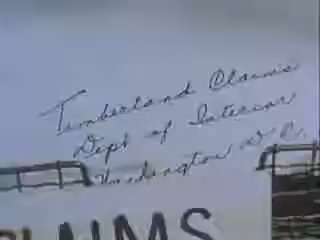 Timberland Claims
Dept of Interior
Washington D.C.
CLAIMS